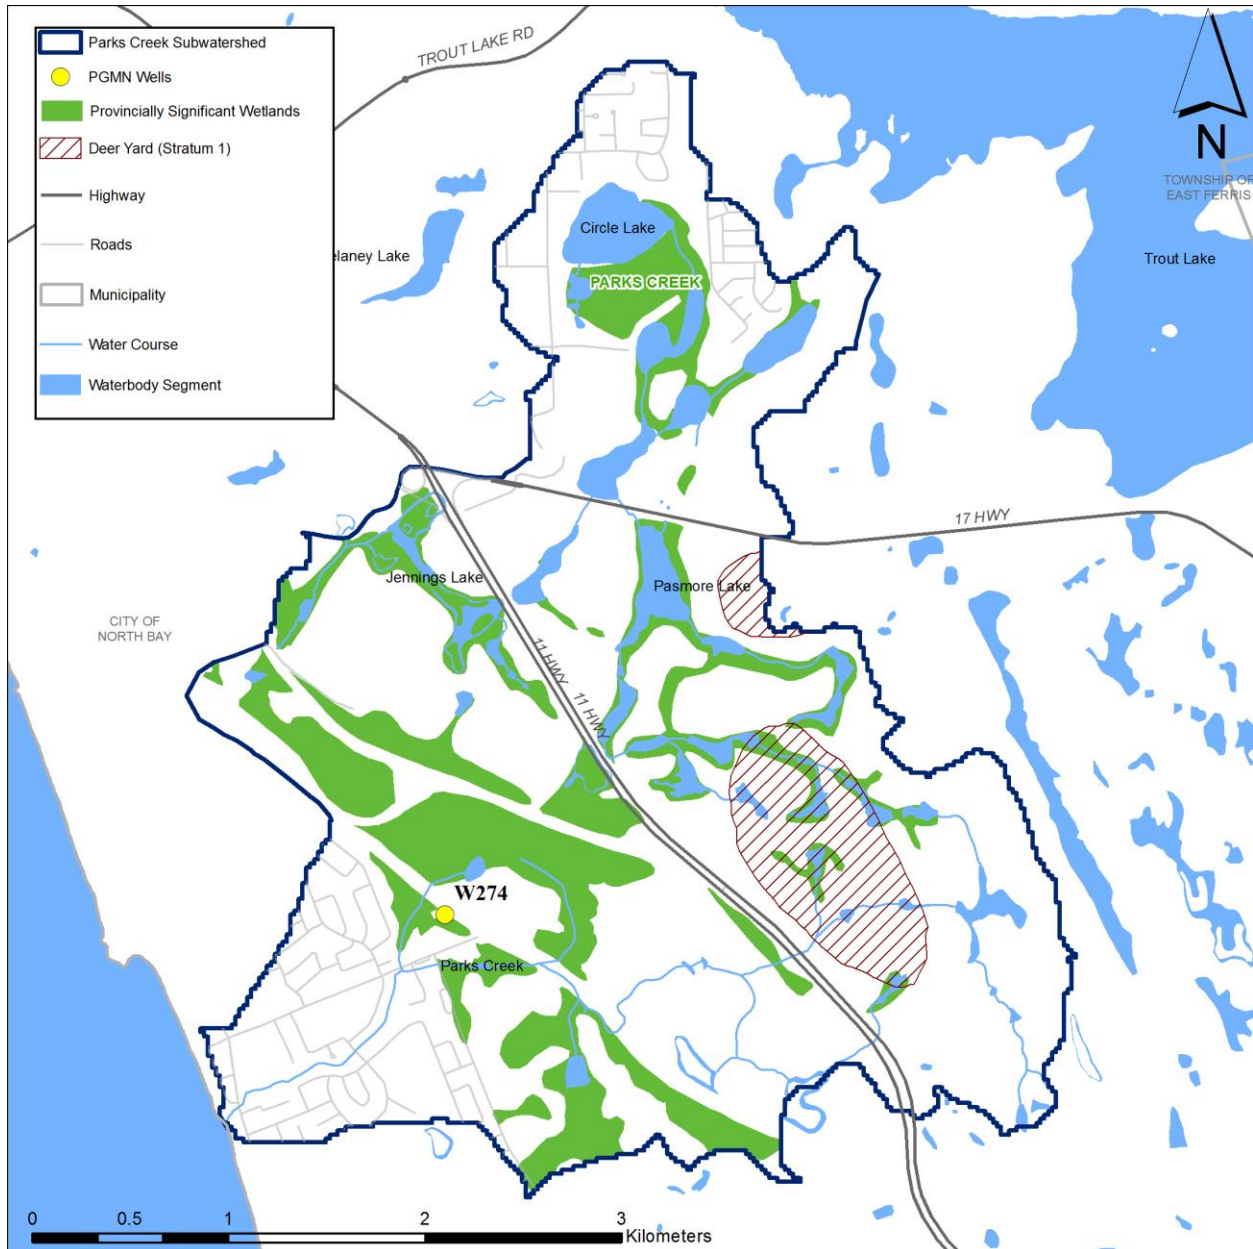 Parks Creek Subwatershed
PGMN Wells
Provincially Significant Wetlands
Deer Yard (Stratum 1)
Highway
Roads
Municipality
Water Course
Waterbody Segment
TROUT LAKE RD
N
TOWNSHIP OF
EAST FERRIS
Circle Lake
elaney Lake
Trout Lake
PARKS CREEK
17 HWY
Jennings Lake
Pasmore Lake
CITY OF
NORTH BAY
11 HWY
11 HWY
W274
Parks Creek
0 0.5 1 2 3
Kilometers